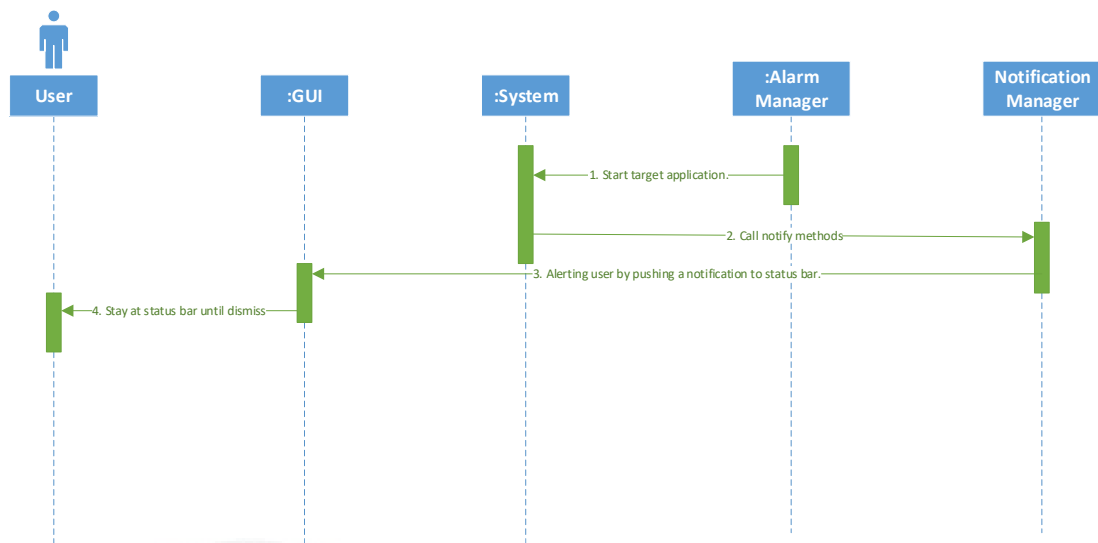 User
:GUI
:System
:Alarm
Manager
Notification
Manager
1. Start target application.
2. Call notify methods
3. Alerting user by pushing a notification to status bar.
4. Stay at status bar until dismiss